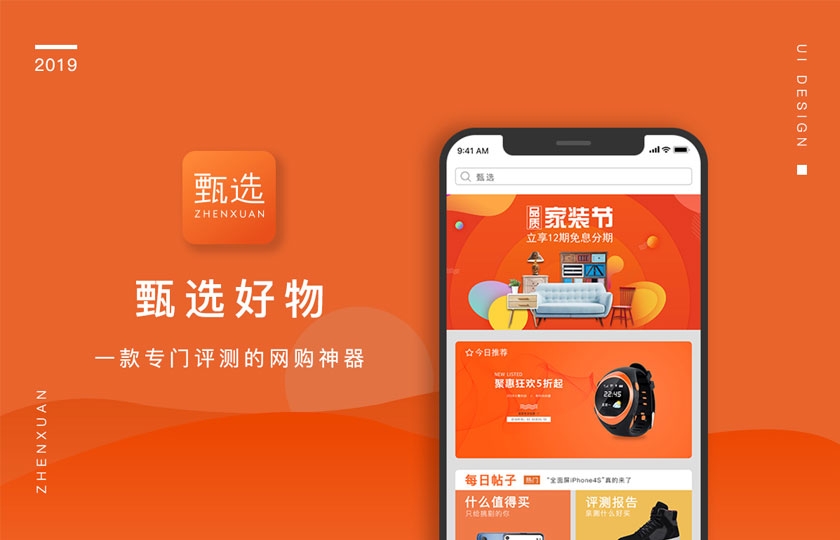 2019
UI DESIGN
甄选
ZHENXUAN
甄选好物
一款专门评测的网购神器
ZHENXUAN
9:41 AM
甄选
品质 家装节
立享12期免息分期
今日推荐
NEW LISTED
聚惠狂欢5折起
22:45
每日帖子 热门 "全面屏iPhone4S"真的来了
什么值得买
只给挑剔的你
评测报告
纵测什么好买